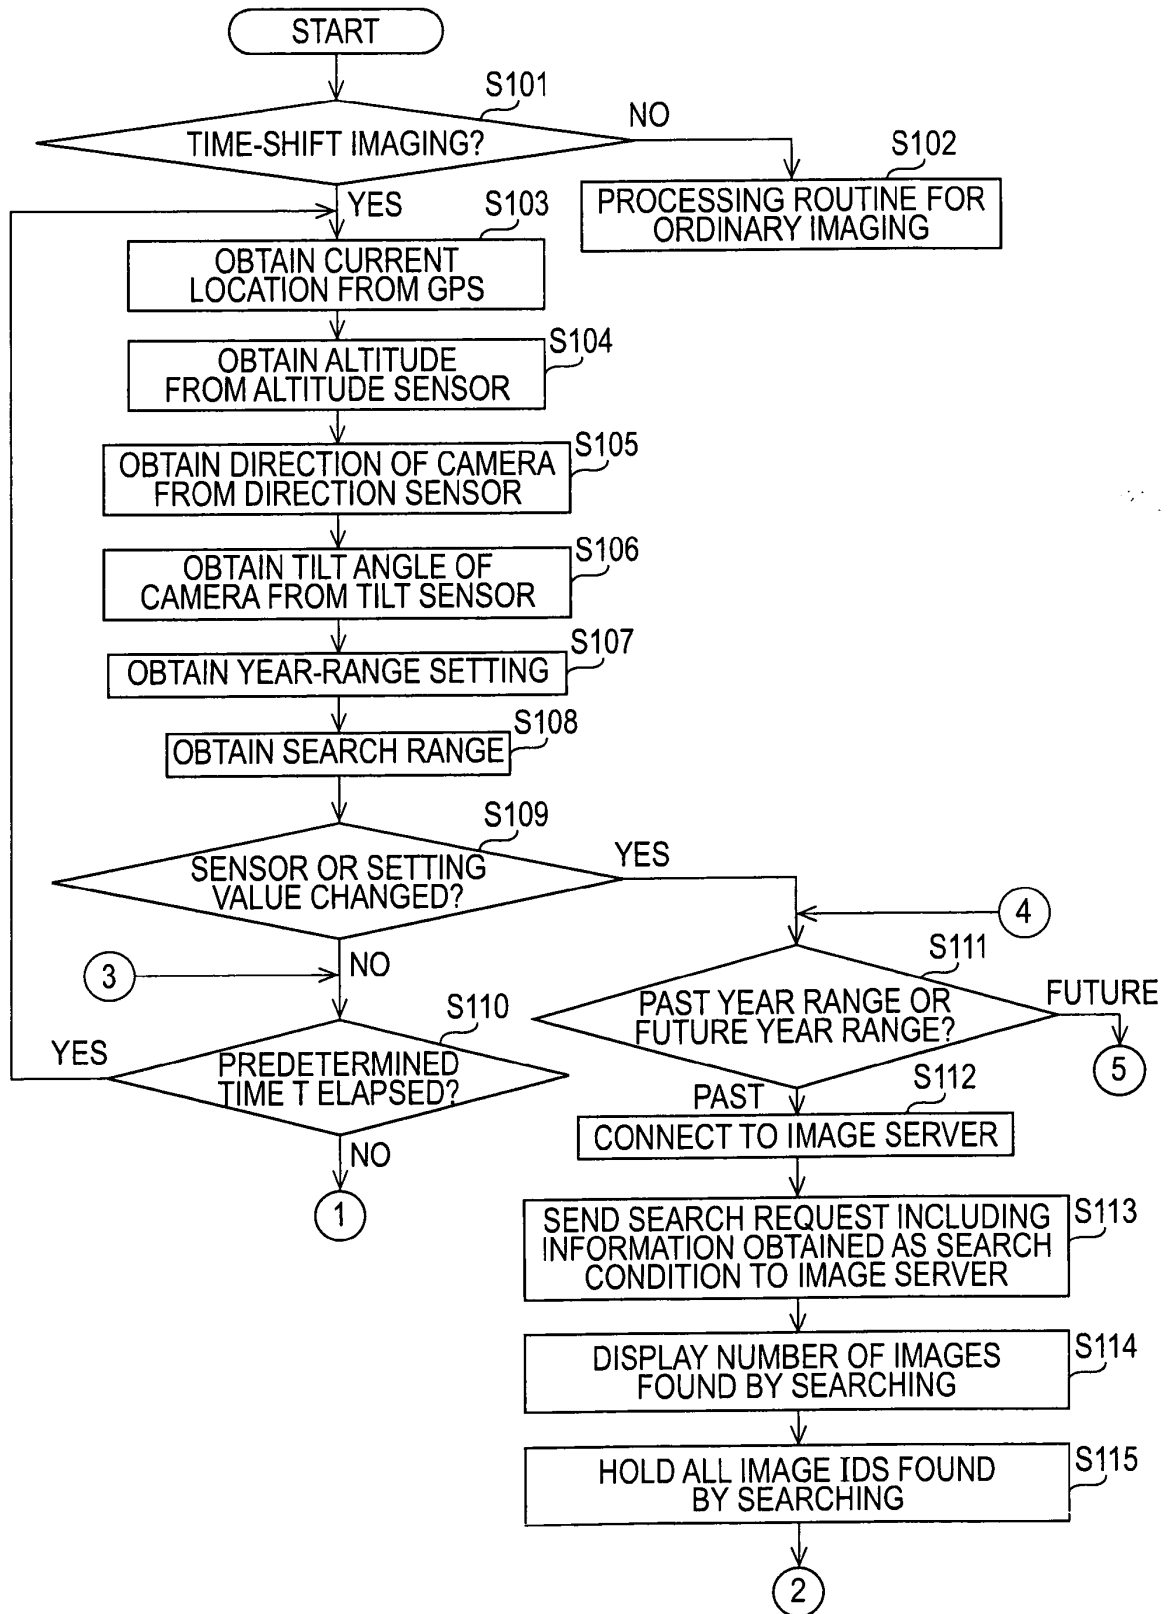 START
S101
TIME-SHIFT IMAGING?
NO
S102
PROCESSING ROUTINE FOR
ORDINARY IMAGING
YES
S103
OBTAIN CURRENT
LOCATION FROM GPS
S104
OBTAIN ALTITUDE
FROM ALTITUDE SENSOR
S105
OBTAIN DIRECTION OF CAMERA
FROM DIRECTION SENSOR
S106
OBTAIN TILT ANGLE OF
CAMERA FROM TILT SENSOR
S107
OBTAIN YEAR-RANGE SETTING
S108
OBTAIN SEARCH RANGE
S109
SENSOR OR SETTING
VALUE CHANGED?
YES
4
NO
3
S110
PREDETERMINED
TIME T ELAPSED?
YES
NO
1
S111
PAST YEAR RANGE OR
FUTURE YEAR RANGE?
FUTURE
5
PAST
S112
CONNECT TO IMAGE SERVER
S113
SEND SEARCH REQUEST INCLUDING
INFORMATION OBTAINED AS SEARCH
CONDITION TO IMAGE SERVER
S114
DISPLAY NUMBER OF IMAGES
FOUND BY SEARCHING
S115
HOLD ALL IMAGE IDS FOUND
BY SEARCHING
2